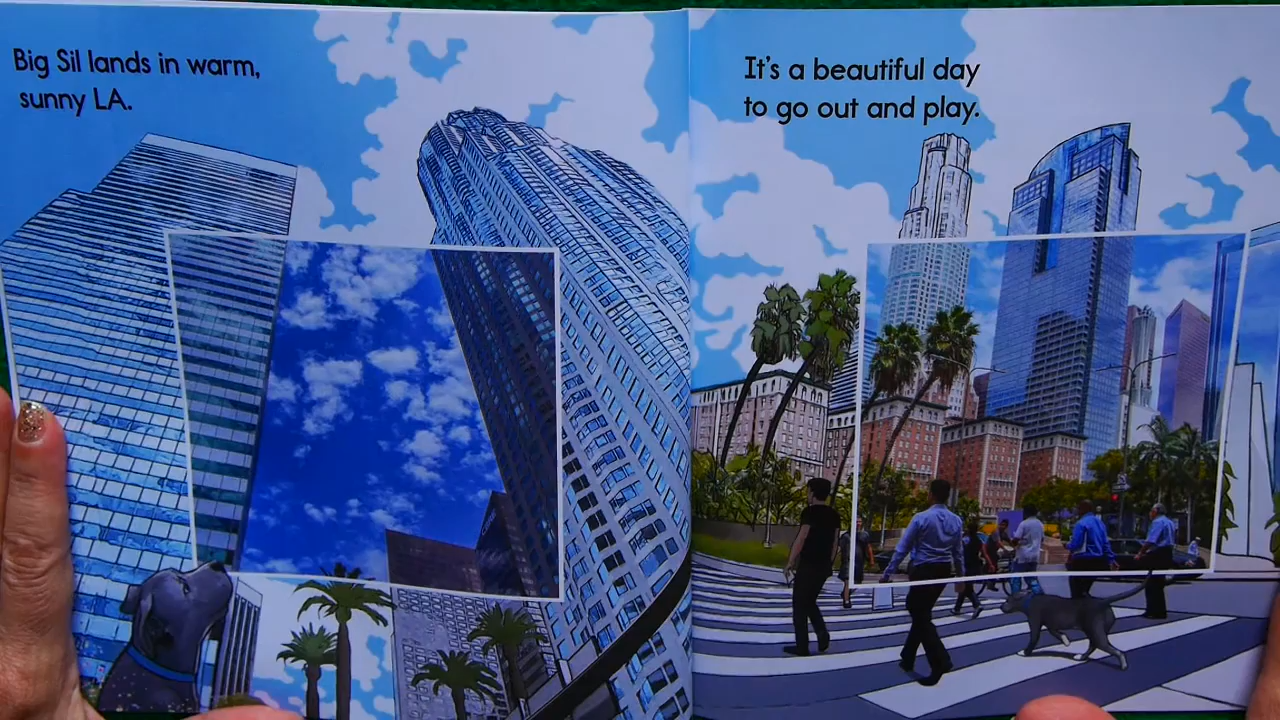 Big Sil lands in warm,
sunny LA.
It's a beautiful day
to go out and play.